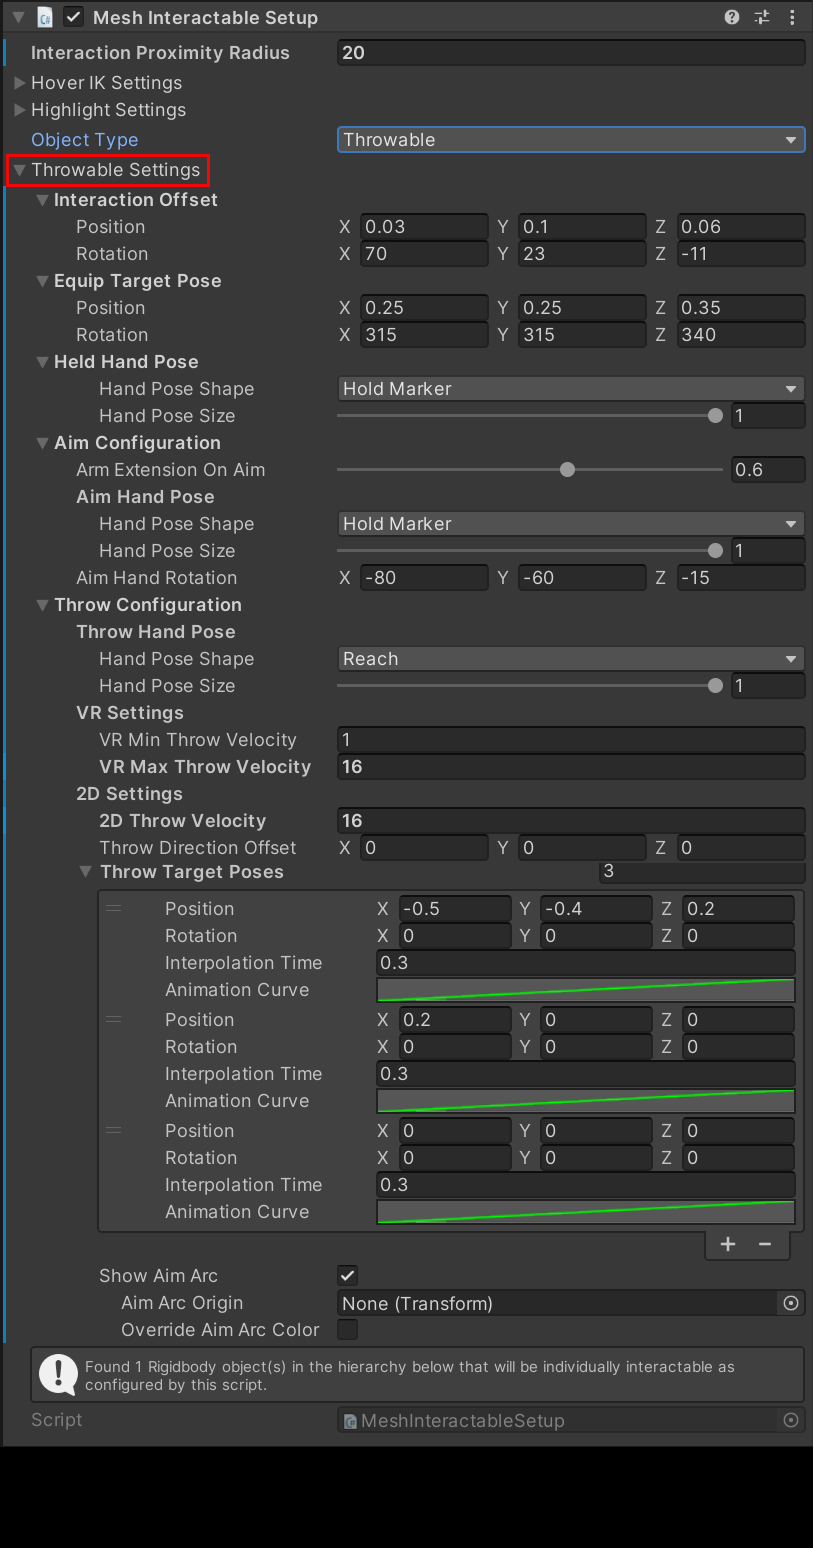 Mesh Interactable Setup
Interaction Proximity Radius 20
Hover IK Settings
Highlight Settings
Object Type Throwable
Throwable Settings
Interaction Offset
Position X 0.03 Y 0.1 Z 0.06
Rotation X 70 Y 23 Z -11
Equip Target Pose
Position X 0.25 Y 0.25 Z 0.35
Rotation X 315 Y 315 Z 340
Held Hand Pose
Hand Pose Shape Hold Marker
Hand Pose Size 1
Aim Configuration
Arm Extension On Aim 0.6
Aim Hand Pose
Hand Pose Shape Hold Marker
Hand Pose Size 1
Aim Hand Rotation X -80 Y -60 Z -15
Throw Configuration
Throw Hand Pose
Hand Pose Shape Reach
Hand Pose Size 1
VR Settings
VR Min Throw Velocity 1
VR Max Throw Velocity 16
2D Settings
2D Throw Velocity 16
Throw Direction Offset X 0 Y 0 Z 0
Throw Target Poses 3
Position X -0.5 Y -0.4 Z 0.2
Rotation X 0 Y 0 Z 0
Interpolation Time 0.3
Animation Curve
Position X 0.2 Y 0 Z 0
Rotation X 0 Y 0 Z 0
Interpolation Time 0.3
Animation Curve
Position X 0 Y 0 Z 0
Rotation X 0 Y 0 Z 0
Interpolation Time 0.3
Animation Curve
+ −
Show Aim Arc
Aim Arc Origin None (Transform)
Override Aim Arc Color
Found 1 Rigidbody object(s) in the hierarchy below that will be individually interactable as
configured by this script.
Script MeshInteractableSetup